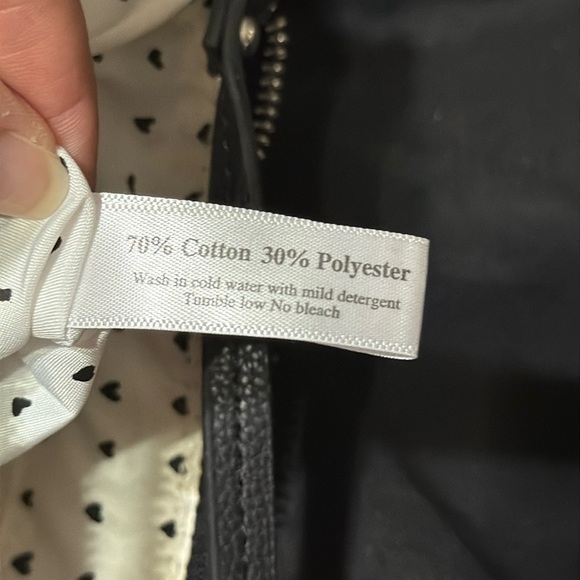 70% Cotton 30% Polyester
Wash in cold water with mild detergent
Tumble low No bleach